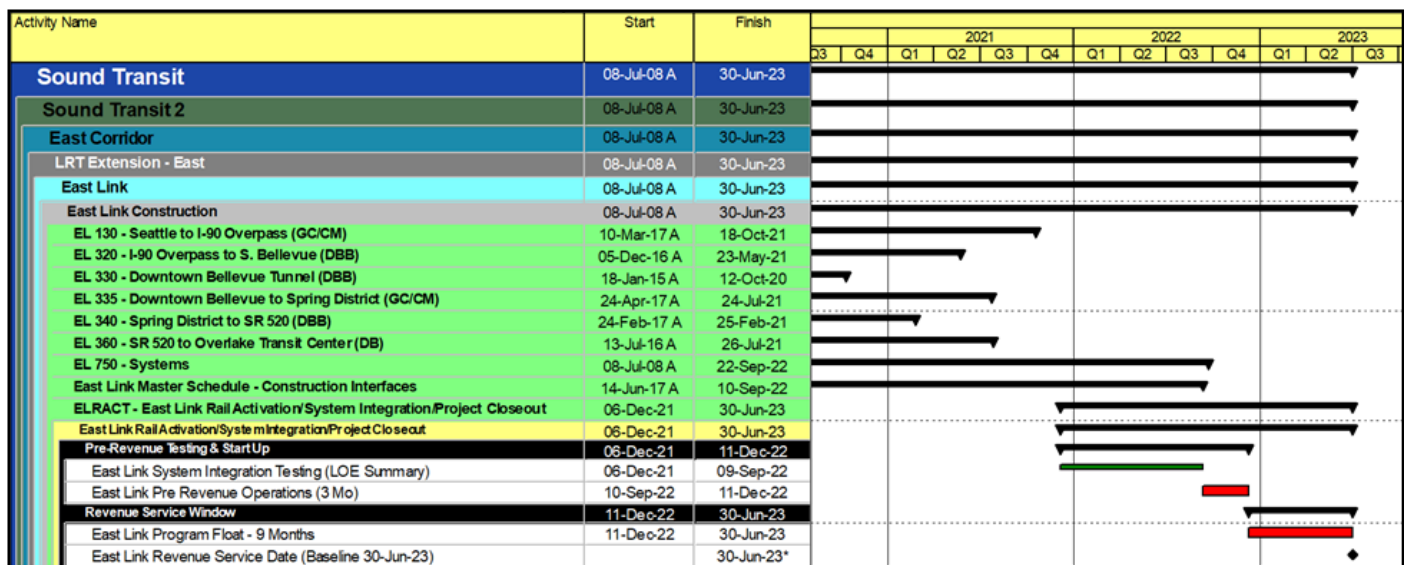 Activity Name Start Finish
2021 2022 2023
Q3 Q4 Q1 Q2 Q3 Q4 Q1 Q2 Q3 Q4 Q1 Q2 Q3
Sound Transit 08-Jul-08 A 30-Jun-23
Sound Transit 2 08-Jul-08 A 30-Jun-23
East Corridor 08-Jul-08 A 30-Jun-23
LRT Extension - East 08-Jul-08 A 30-Jun-23
East Link 08-Jul-08 A 30-Jun-23
East Link Construction 08-Jul-08 A 30-Jun-23
EL 130 - Seattle to I-90 Overpass (GC/CM) 10-Mar-17 A 18-Oct-21
EL 320 - I-90 Overpass to S. Bellevue (DBB) 05-Dec-16 A 23-May-21
EL 330 - Downtown Bellevue Tunnel (DBB) 18-Jan-15 A 12-Oct-20
EL 335 - Downtown Bellevue to Spring District (GC/CM) 24-Apr-17 A 24-Jul-21
EL 340 - Spring District to SR 520 (DBB) 24-Feb-17 A 25-Feb-21
EL 360 - SR 520 to Overlake Transit Center (DB) 13-Jul-16 A 26-Jul-21
EL 750 - Systems 08-Jul-08 A 22-Sep-22
East Link Master Schedule - Construction Interfaces 14-Jun-17 A 10-Sep-22
ELRACT - East Link Rail Activation/System Integration/Project Closeout 06-Dec-21 30-Jun-23
East Link Rail Activation/System Integration/Project Closeout 06-Dec-21 30-Jun-23
Pre-Revenue Testing & Start Up 06-Dec-21 11-Dec-22
East Link System Integration Testing (LOE Summary) 06-Dec-21 09-Sep-22
East Link Pre Revenue Operations (3 Mo) 10-Sep-22 11-Dec-22
Revenue Service Window 11-Dec-22 30-Jun-23
East Link Program Float - 9 Months 11-Dec-22 30-Jun-23
East Link Revenue Service Date (Baseline 30-Jun-23) 30-Jun-23*